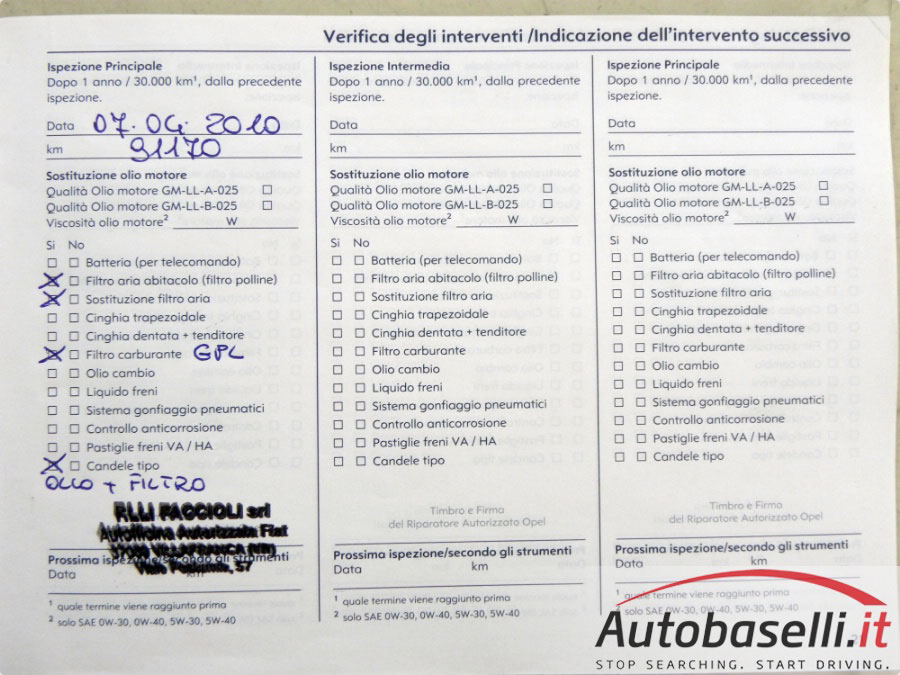 Verifica degli interventi /Indicazione dell'intervento successivo
Ispezione Principale
Dopo 1 anno / 30.000 km¹, dalla precedente
ispezione.
Data 07.04.2010
km 91170
Sostituzione olio motore
Qualità Olio motore GM-LL-A-025 ☐
Qualità Olio motore GM-LL-B-025 ☐
Viscosità olio motore² W
Si No
☐ ☐ Batteria (per telecomando)
☒ ☐ Filtro aria abitacolo (filtro polline)
☒ ☐ Sostituzione filtro aria
☐ ☐ Cinghia trapezoidale
☐ ☐ Cinghia dentata + tenditore
☒ ☐ Filtro carburante GPL
☐ ☐ Olio cambio
☐ ☐ Liquido freni
☐ ☐ Sistema gonfiaggio pneumatici
☐ ☐ Controllo anticorrosione
☐ ☐ Pastiglie freni VA / HA
☒ ☐ Candele tipo
OLIO + FILTRO
F.LLI FACCIOLI srl
Autofficina Autorizzata Fiat
Prossima ispezione/secondo gli strumenti
Data km
¹ quale termine viene raggiunto prima
² solo SAE 0W-30, 0W-40, 5W-30, 5W-40
Ispezione Intermedia
Dopo 1 anno / 30.000 km¹, dalla precedente
ispezione.
Data
km
Sostituzione olio motore
Qualità Olio motore GM-LL-A-025 ☐
Qualità Olio motore GM-LL-B-025 ☐
Viscosità olio motore² W
Si No
☐ ☐ Batteria (per telecomando)
☐ ☐ Filtro aria abitacolo (filtro polline)
☐ ☐ Sostituzione filtro aria
☐ ☐ Cinghia trapezoidale
☐ ☐ Cinghia dentata + tenditore
☐ ☐ Filtro carburante
☐ ☐ Olio cambio
☐ ☐ Liquido freni
☐ ☐ Sistema gonfiaggio pneumatici
☐ ☐ Controllo anticorrosione
☐ ☐ Pastiglie freni VA / HA
☐ ☐ Candele tipo
Timbro e Firma
del Riparatore Autorizzato Opel
Prossima ispezione/secondo gli strumenti
Data km
¹ quale termine viene raggiunto prima
² solo SAE 0W-30, 0W-40, 5W-30, 5W-40
Ispezione Principale
Dopo 1 anno / 30.000 km¹, dalla precedente
ispezione.
Data
km
Sostituzione olio motore
Qualità Olio motore GM-LL-A-025 ☐
Qualità Olio motore GM-LL-B-025 ☐
Viscosità olio motore² W
Si No
☐ ☐ Batteria (per telecomando)
☐ ☐ Filtro aria abitacolo (filtro polline)
☐ ☐ Sostituzione filtro aria
☐ ☐ Cinghia trapezoidale
☐ ☐ Cinghia dentata + tenditore
☐ ☐ Filtro carburante
☐ ☐ Olio cambio
☐ ☐ Liquido freni
☐ ☐ Sistema gonfiaggio pneumatici
☐ ☐ Controllo anticorrosione
☐ ☐ Pastiglie freni VA / HA
☐ ☐ Candele tipo
Timbro e Firma
del Riparatore Autorizzato Opel
Prossima ispezione/secondo gli strumenti
Data km
¹ quale termine viene raggiunto prima
² solo SAE 0W-30, 0W-40, 5W-30, 5W-40
Autobaselli.it
STOP SEARCHING. START DRIVING.